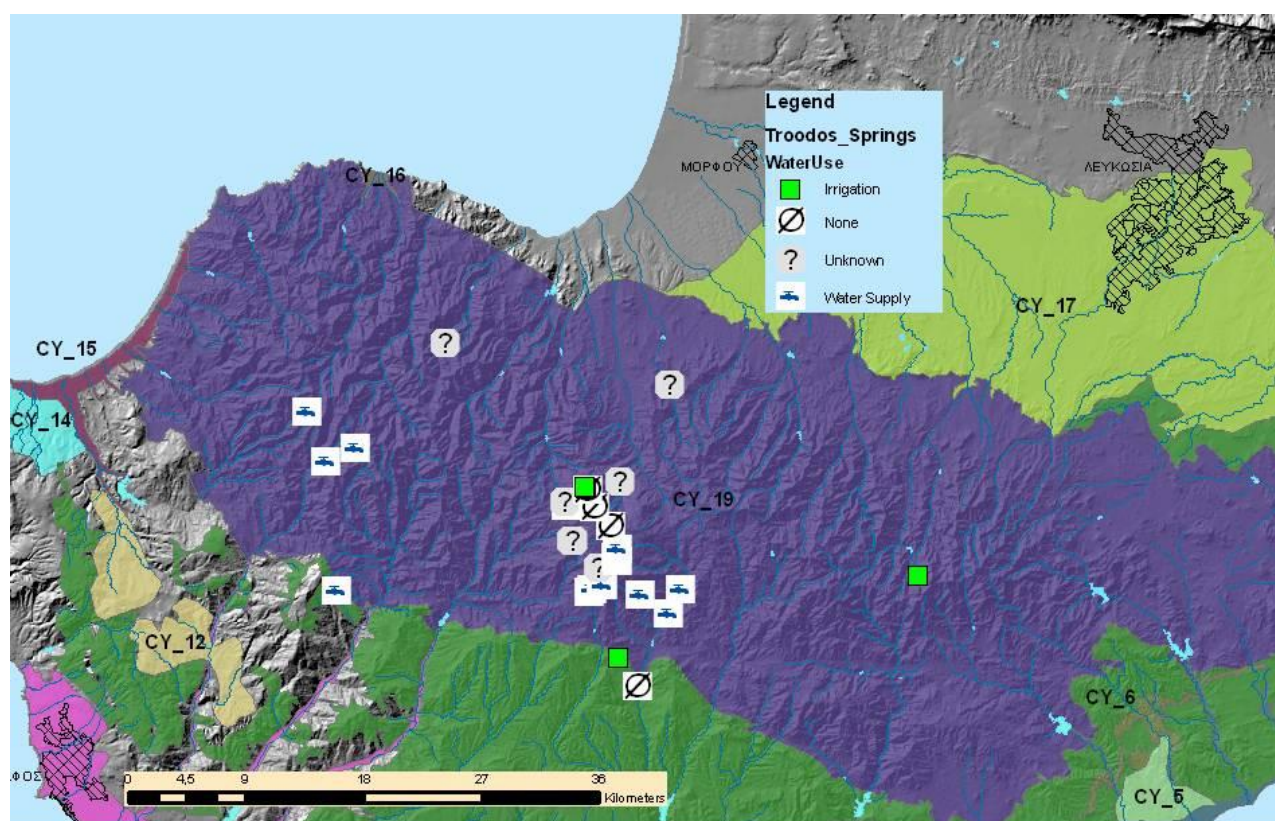 Legend
Troodos_Springs
WaterUse
Irrigation
None
? Unknown
Water Supply
ΜΟΡΦΟΥ
ΛΕΥΚΩΣΙΑ
CY_16
CY_17
CY_15
CY_14
?
?
?
?
CY_19
?
?
CY_12
CY_6
CY_5
ΦΟΣ
0 4,5 9 18 27 36
Kilometers